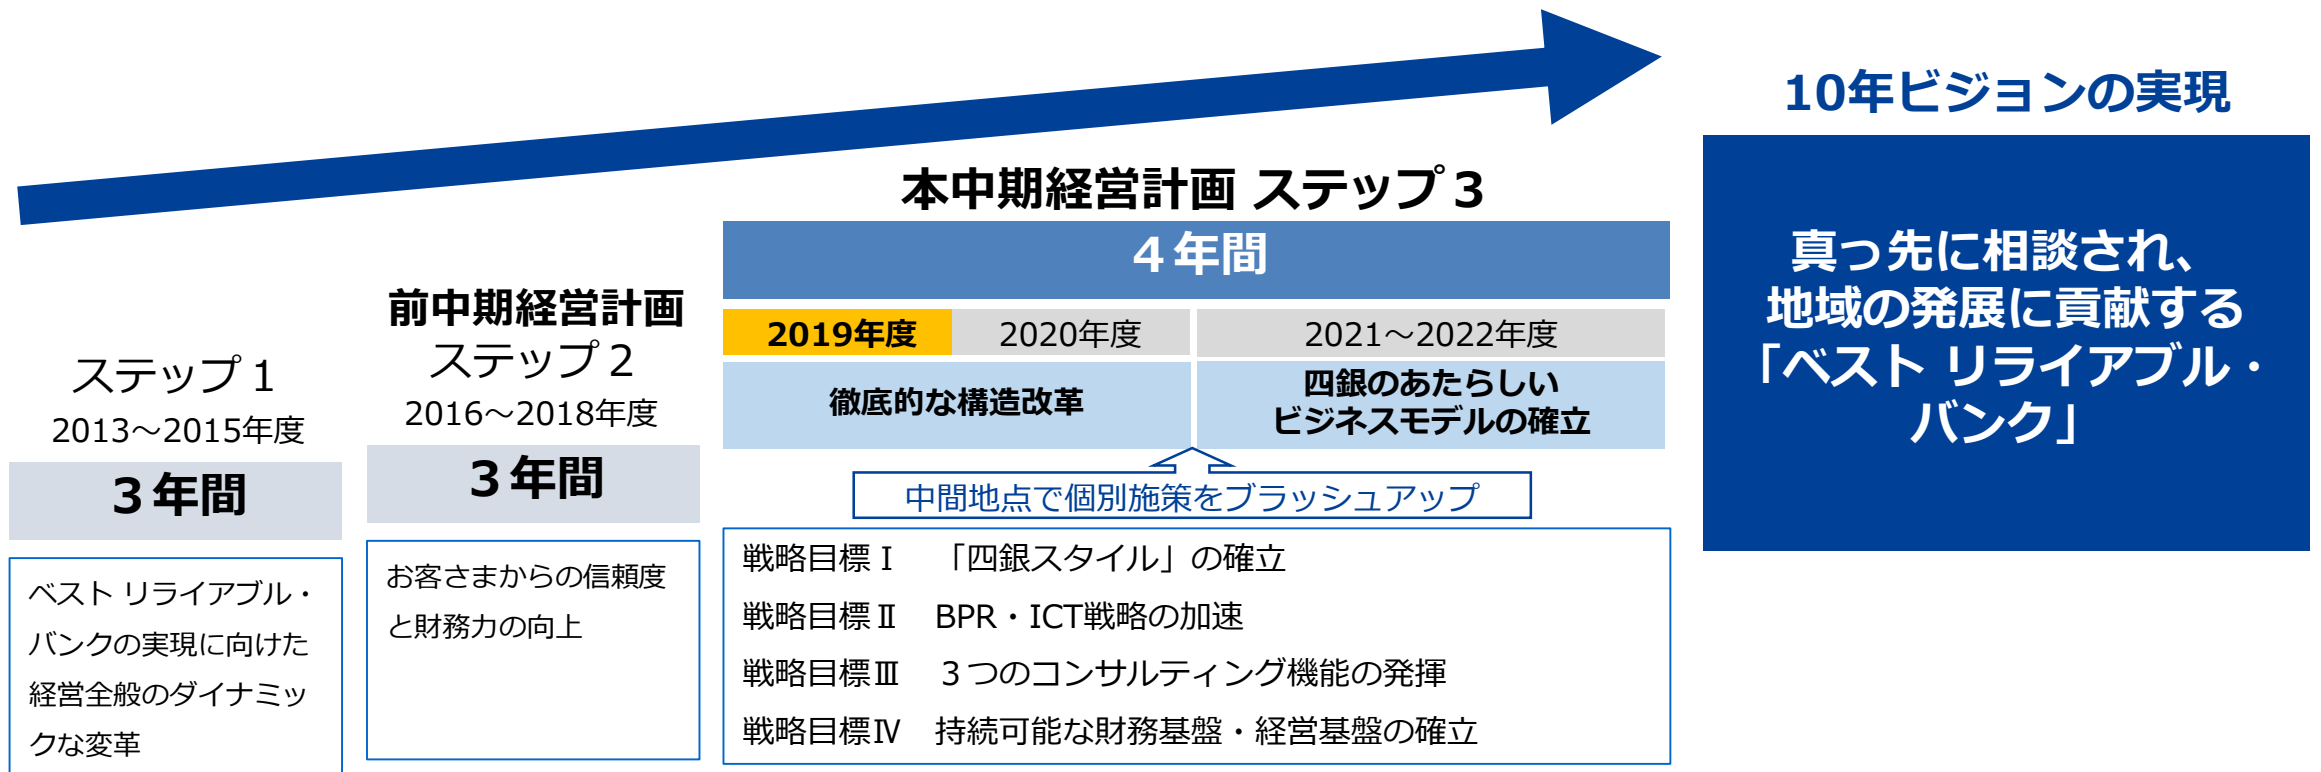 10年ビジョンの実現
真っ先に相談され、
地域の発展に貢献する
「ベスト リライアブル・
バンク」
本中期経営計画 ステップ3
4年間
2019年度
2020年度
2021～2022年度
徹底的な構造改革
四銀のあたらしい
ビジネスモデルの確立
中間地点で個別施策をブラッシュアップ
戦略目標Ⅰ 「四銀スタイル」の確立
戦略目標Ⅱ BPR・ICT戦略の加速
戦略目標Ⅲ 3つのコンサルティング機能の発揮
戦略目標Ⅳ 持続可能な財務基盤・経営基盤の確立
前中期経営計画
ステップ2
2016～2018年度
3年間
お客さまからの信頼度
と財務力の向上
ステップ1
2013～2015年度
3年間
ベスト リライアブル・
バンクの実現に向けた
経営全般のダイナミッ
クな変革